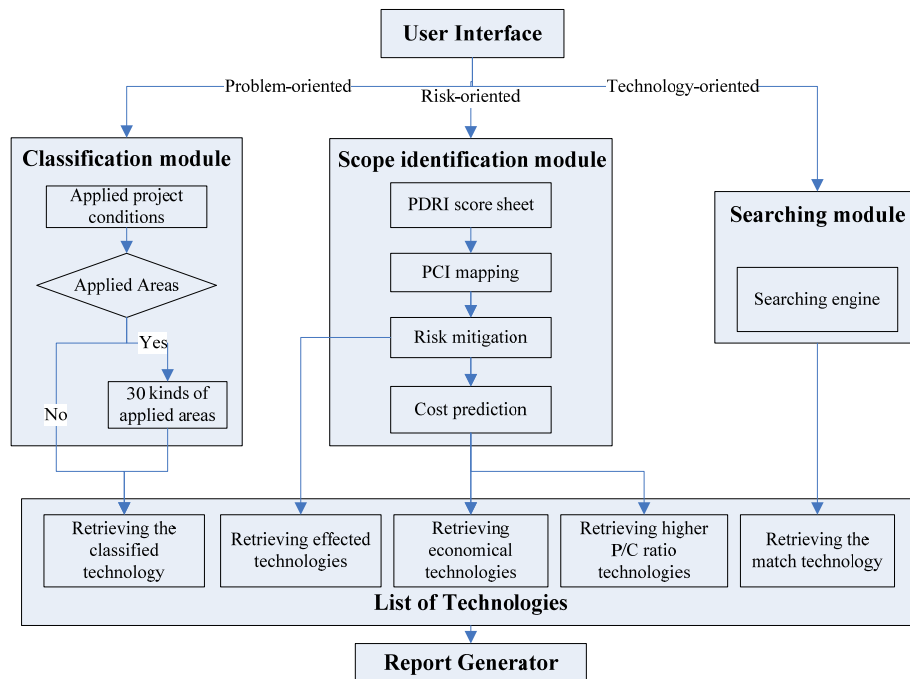 User Interface
Problem-oriented
Risk-oriented
Technology-oriented
Classification module
Applied project
conditions
Applied Areas
Yes
No
30 kinds of
applied areas
Scope identification module
PDRI score sheet
PCI mapping
Risk mitigation
Cost prediction
Searching module
Searching engine
Retrieving the
classified
technology
Retrieving effected
technologies
Retrieving
economical
technologies
Retrieving higher
P/C ratio
technologies
Retrieving the
match technology
List of Technologies
Report Generator